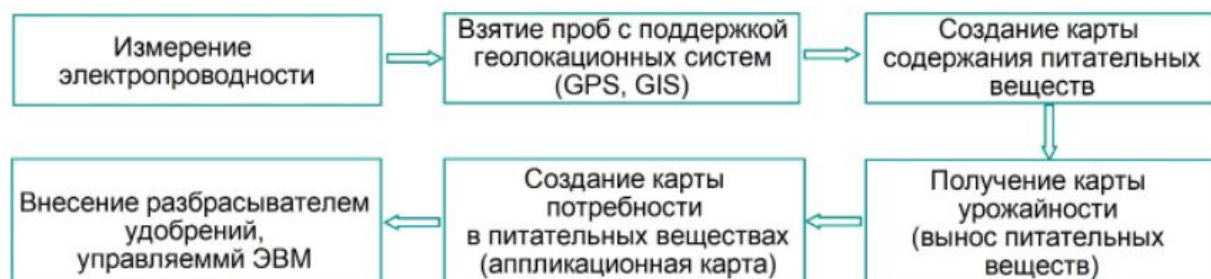 Измерение
электропроводности
Взятие проб с поддержкой
геолокационных систем
(GPS, GIS)
Создание карты
содержания питательных
веществ
Получение карты
урожайности
(вынос питательных
веществ)
Создание карты
потребности
в питательных веществах
(аппликационная карта)
Внесение разбрасывателем
удобрений,
управляеммй ЭВМ